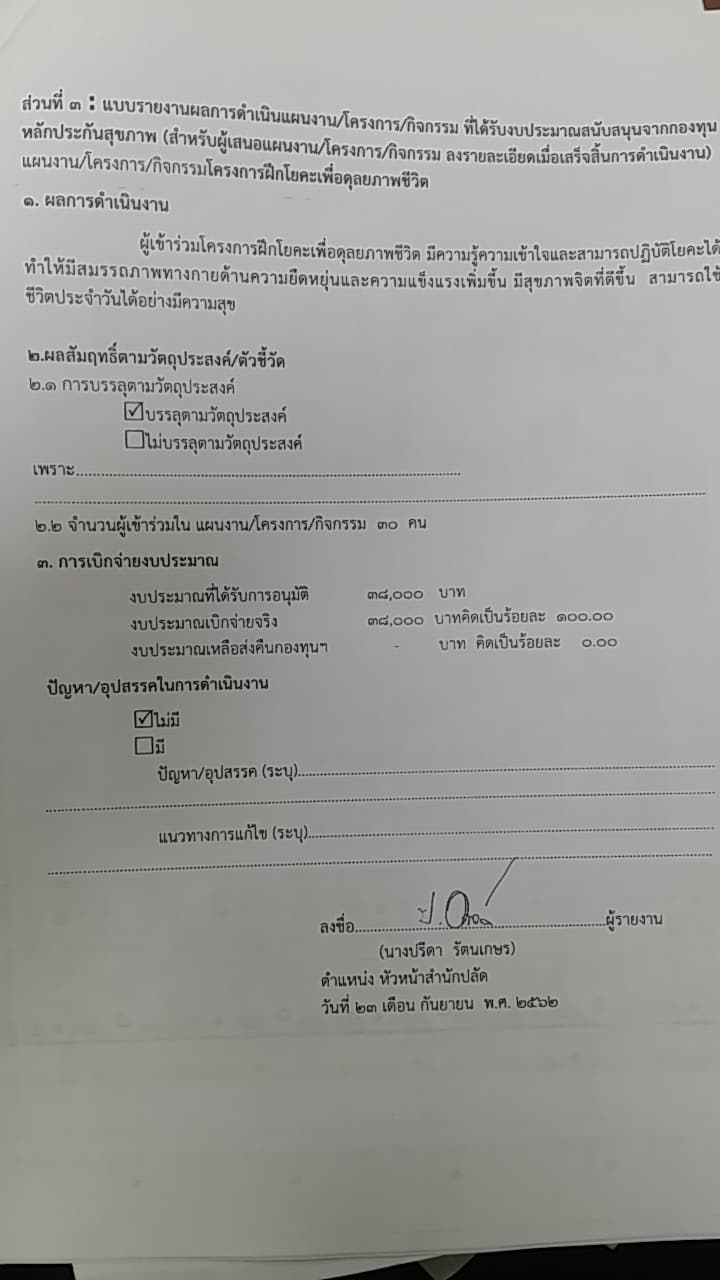 ส่วนที่ ๓ : แบบรายงานผลการดำเนินแผนงาน/โครงการ/กิจกรรม ที่ได้รับงบประมาณสนับสนุนจากกองทุน
หลักประกันสุขภาพ (สำหรับผู้เสนอแผนงาน/โครงการ/กิจกรรม ลงรายละเอียดเมื่อเสร็จสิ้นการดำเนินงาน)
แผนงาน/โครงการ/กิจกรรมโครงการฝึกโยคะเพื่อดุลยภาพชีวิต
๑. ผลการดำเนินงาน
ผู้เข้าร่วมโครงการฝึกโยคะเพื่อดุลยภาพชีวิต มีความรู้ความเข้าใจและสามารถปฏิบัติโยคะได้
ทำให้มีสมรรถภาพทางกายด้านความยืดหยุ่นและความแข็งแรงเพิ่มขึ้น มีสุขภาพจิตที่ดีขึ้น สามารถใช้
ชีวิตประจำวันได้อย่างมีความสุข
๒.ผลสัมฤทธิ์ตามวัตถุประสงค์/ตัวชี้วัด
๒.๑ การบรรลุตามวัตถุประสงค์
☑บรรลุตามวัตถุประสงค์
☐ไม่บรรลุตามวัตถุประสงค์
เพราะ..........................................................................................
๒.๒ จำนวนผู้เข้าร่วมใน แผนงาน/โครงการ/กิจกรรม ๓๐ คน
๓. การเบิกจ่ายงบประมาณ
งบประมาณที่ได้รับการอนุมัติ ๓๘,๐๐๐ บาท
งบประมาณเบิกจ่ายจริง ๓๘,๐๐๐ บาทคิดเป็นร้อยละ ๑๐๐.๐๐
งบประมาณเหลือส่งคืนกองทุนฯ - บาท คิดเป็นร้อยละ ๐.๐๐
ปัญหา/อุปสรรคในการดำเนินงาน
☑ไม่มี
☐มี
ปัญหา/อุปสรรค (ระบุ)..........................................................................................
แนวทางการแก้ไข (ระบุ)..........................................................................................
ลงชื่อ............................................................ผู้รายงาน
(นางปรีดา รัตนเกษร)
ตำแหน่ง หัวหน้าสำนักปลัด
วันที่ ๒๓ เดือน กันยายน พ.ศ. ๒๕๖๒